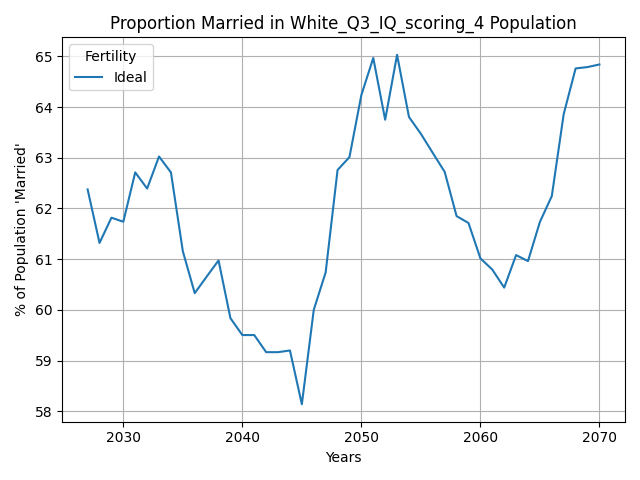 Proportion Married in White_Q3_IQ_scoring_4 Population
Fertility
Ideal
65
64
63
62
61
60
59
58
% of Population 'Married'
2030 2040 2050 2060 2070
Years